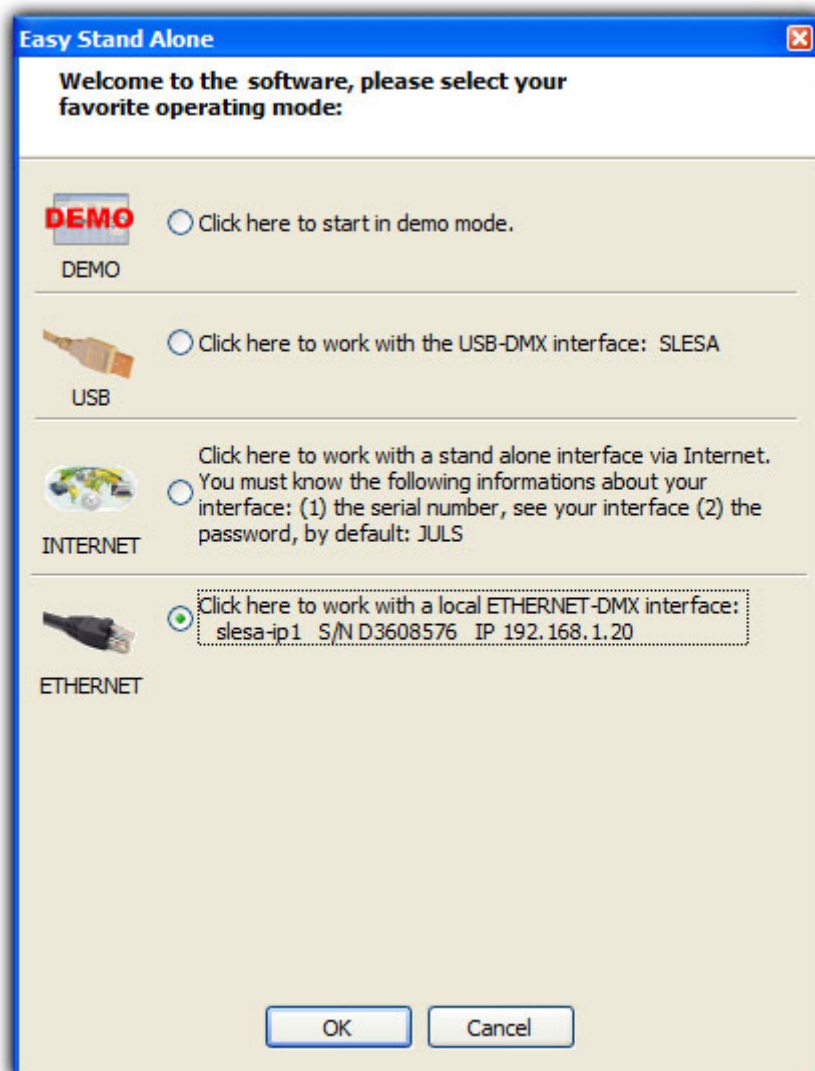 Easy Stand Alone
Welcome to the software, please select your
favorite operating mode:
DEMO
Click here to start in demo mode.
DEMO
Click here to work with the USB-DMX interface: SLESA
USB
Click here to work with a stand alone interface via Internet.
You must know the following informations about your
interface: (1) the serial number, see your interface (2) the
password, by default: JULS
INTERNET
Click here to work with a local ETHERNET-DMX interface:
slesa-ip1 S/N D3608576 IP 192.168.1.20
ETHERNET
OK
Cancel